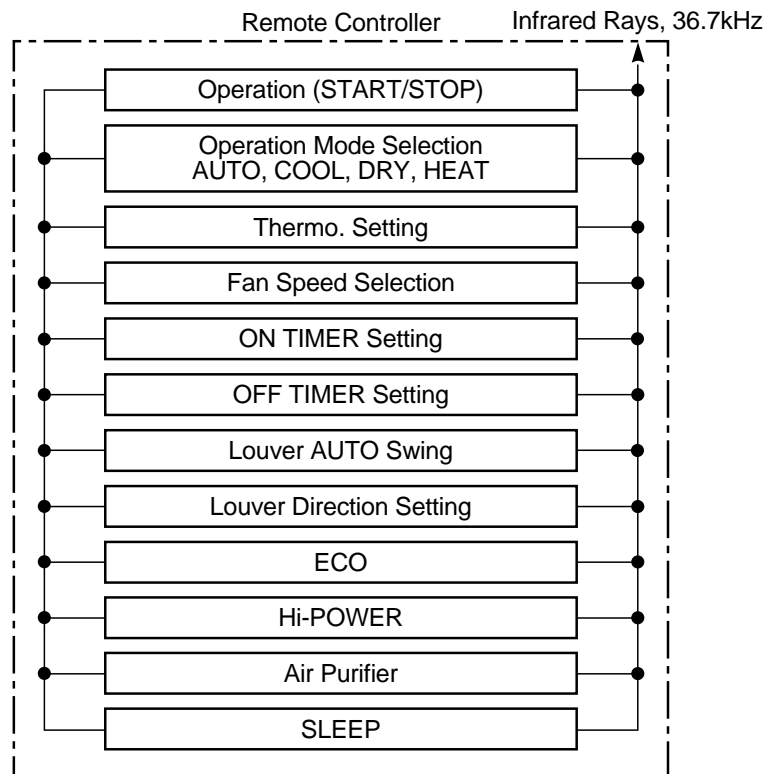 Remote Controller
Infrared Rays, 36.7kHz
Operation (START/STOP)
Operation Mode Selection
AUTO, COOL, DRY, HEAT
Thermo. Setting
Fan Speed Selection
ON TIMER Setting
OFF TIMER Setting
Louver AUTO Swing
Louver Direction Setting
ECO
Hi-POWER
Air Purifier
SLEEP